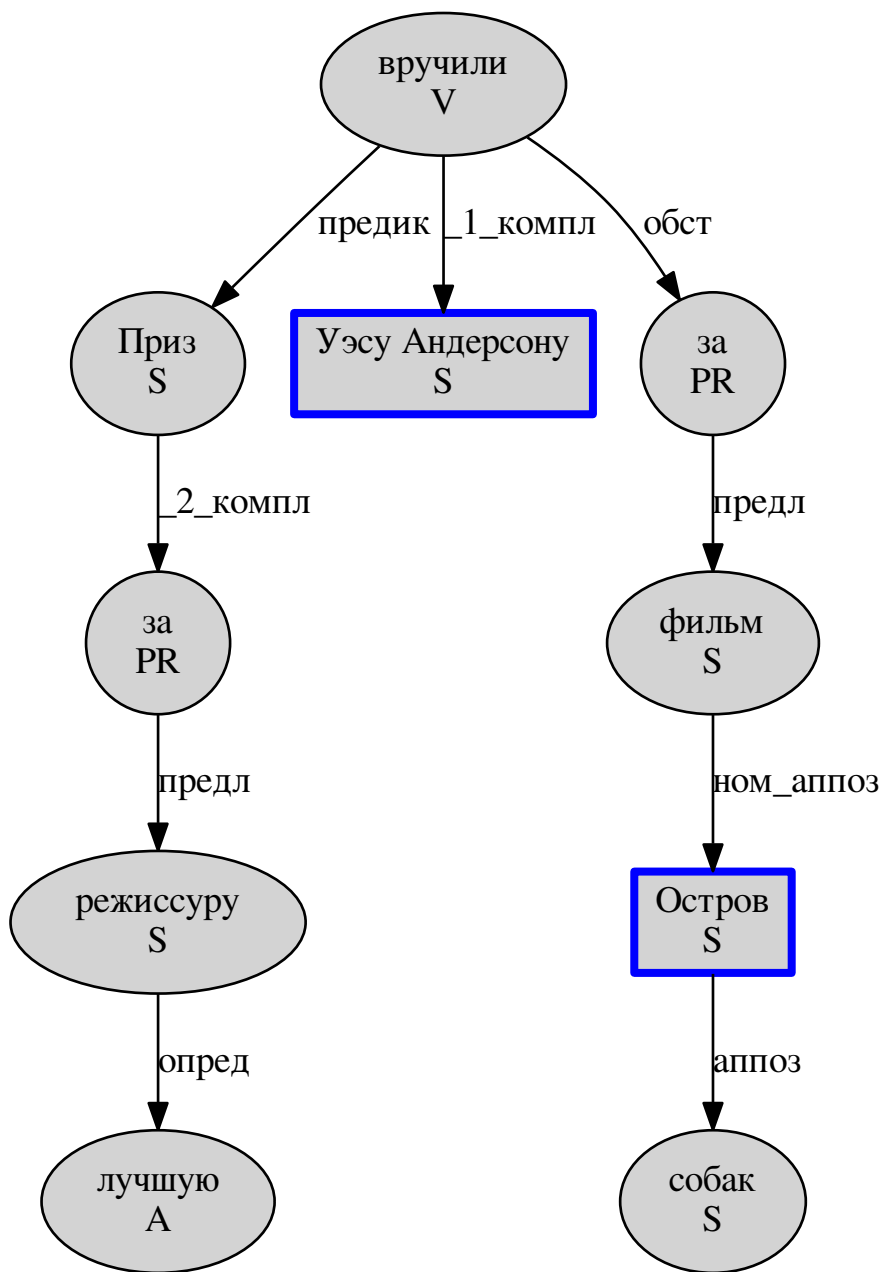 вручили
V
предик
_1_компл
обст
Приз
S
Уэсу Андерсону
S
за
PR
_2_компл
предл
за
PR
фильм
S
предл
ном_аппоз
режиссуру
S
Остров
S
опред
аппоз
лучшую
A
собак
S